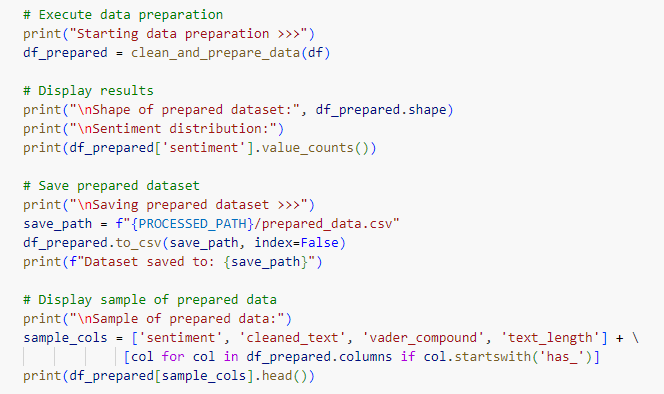 # Execute data preparation
print("Starting data preparation >>>")
df_prepared = clean_and_prepare_data(df)
# Display results
print("\nShape of prepared dataset:", df_prepared.shape)
print("\nSentiment distribution:")
print(df_prepared['sentiment'].value_counts())
# Save prepared dataset
print("\nSaving prepared dataset >>>")
save_path = f"{PROCESSED_PATH}/prepared_data.csv"
df_prepared.to_csv(save_path, index=False)
print(f"Dataset saved to: {save_path}")
# Display sample of prepared data
print("\nSample of prepared data:")
sample_cols = ['sentiment', 'cleaned_text', 'vader_compound', 'text_length'] + \
[col for col in df_prepared.columns if col.startswith('has_')]
print(df_prepared[sample_cols].head())